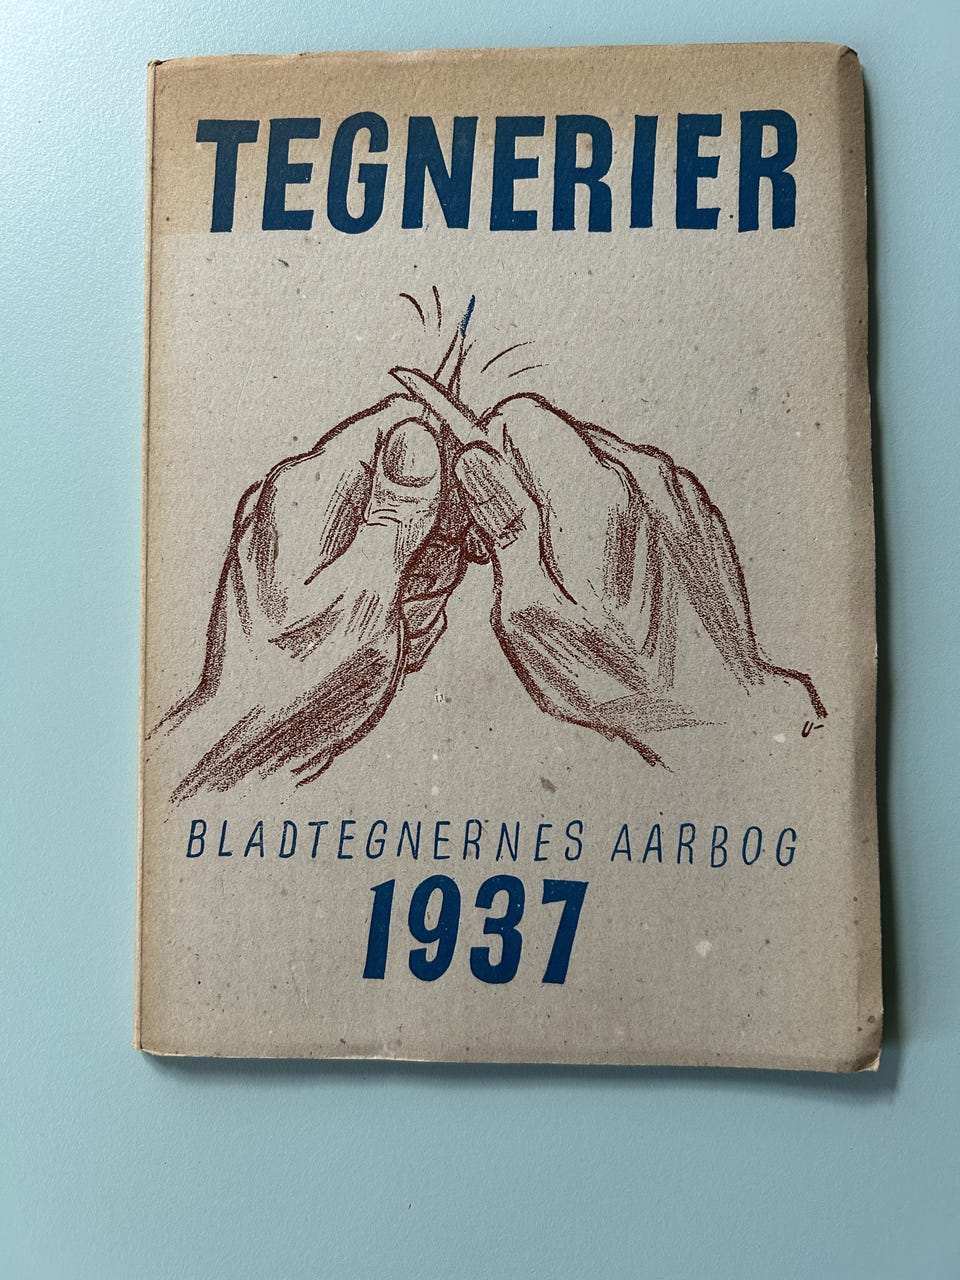 TEGNERIER
BLADTEGNERNES AARBOG
1937